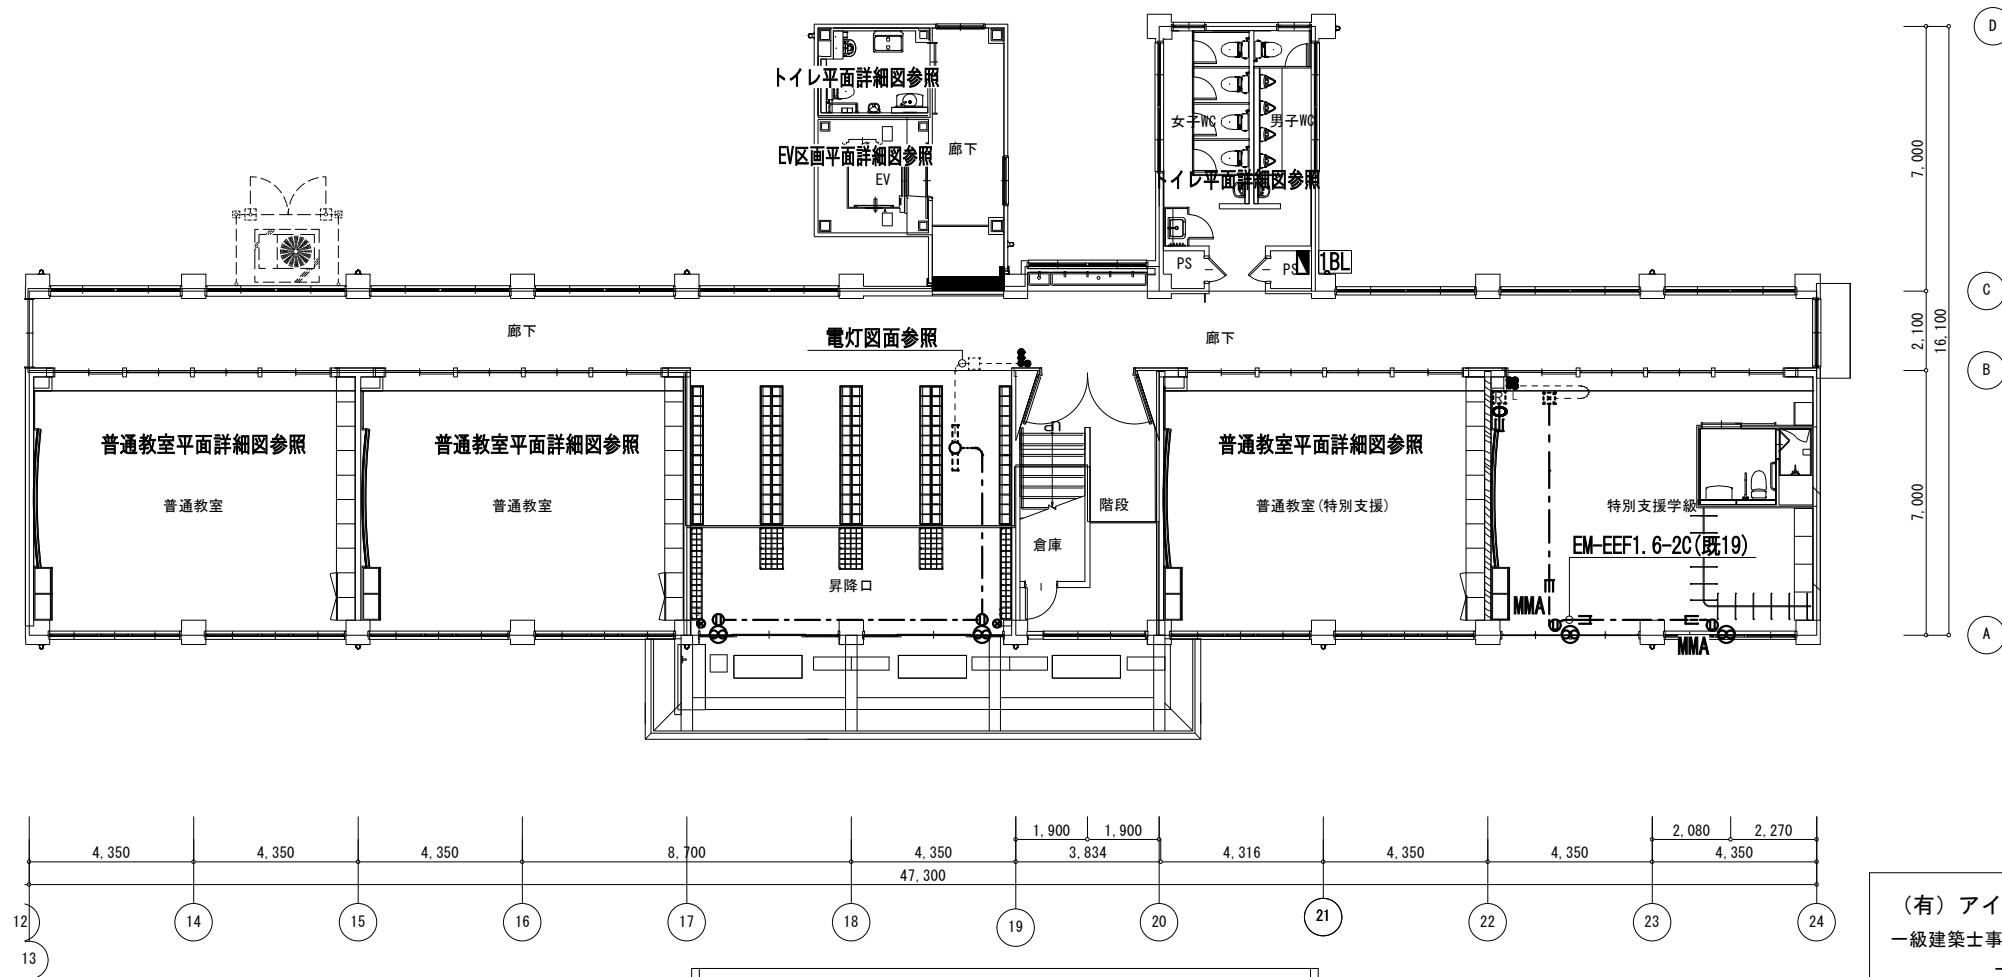 D
トイレ平面詳細図参照
女子WC
男子WC
7,000
廊下
EV区画平面詳細図参照
EV
トイレ平面詳細図参照
PS
PS
1BL
C
廊下
電灯図面参照
廊下
2,100
16,100
B
R
L
普通教室平面詳細図参照
普通教室平面詳細図参照
普通教室平面詳細図参照
普通教室
普通教室
階段
普通教室(特別支援)
特別支援学級
7,000
倉庫
EM-EEF1.6-2C(既19)
昇降口
MMA
MMA
A
1,900
1,900
2,080
2,270
4,350
4,350
4,350
8,700
4,350
3,834
4,316
4,350
4,350
4,350
47,300
12
14
15
16
17
18
19
20
21
22
23
24
13
(有)アイ
一級建築士事